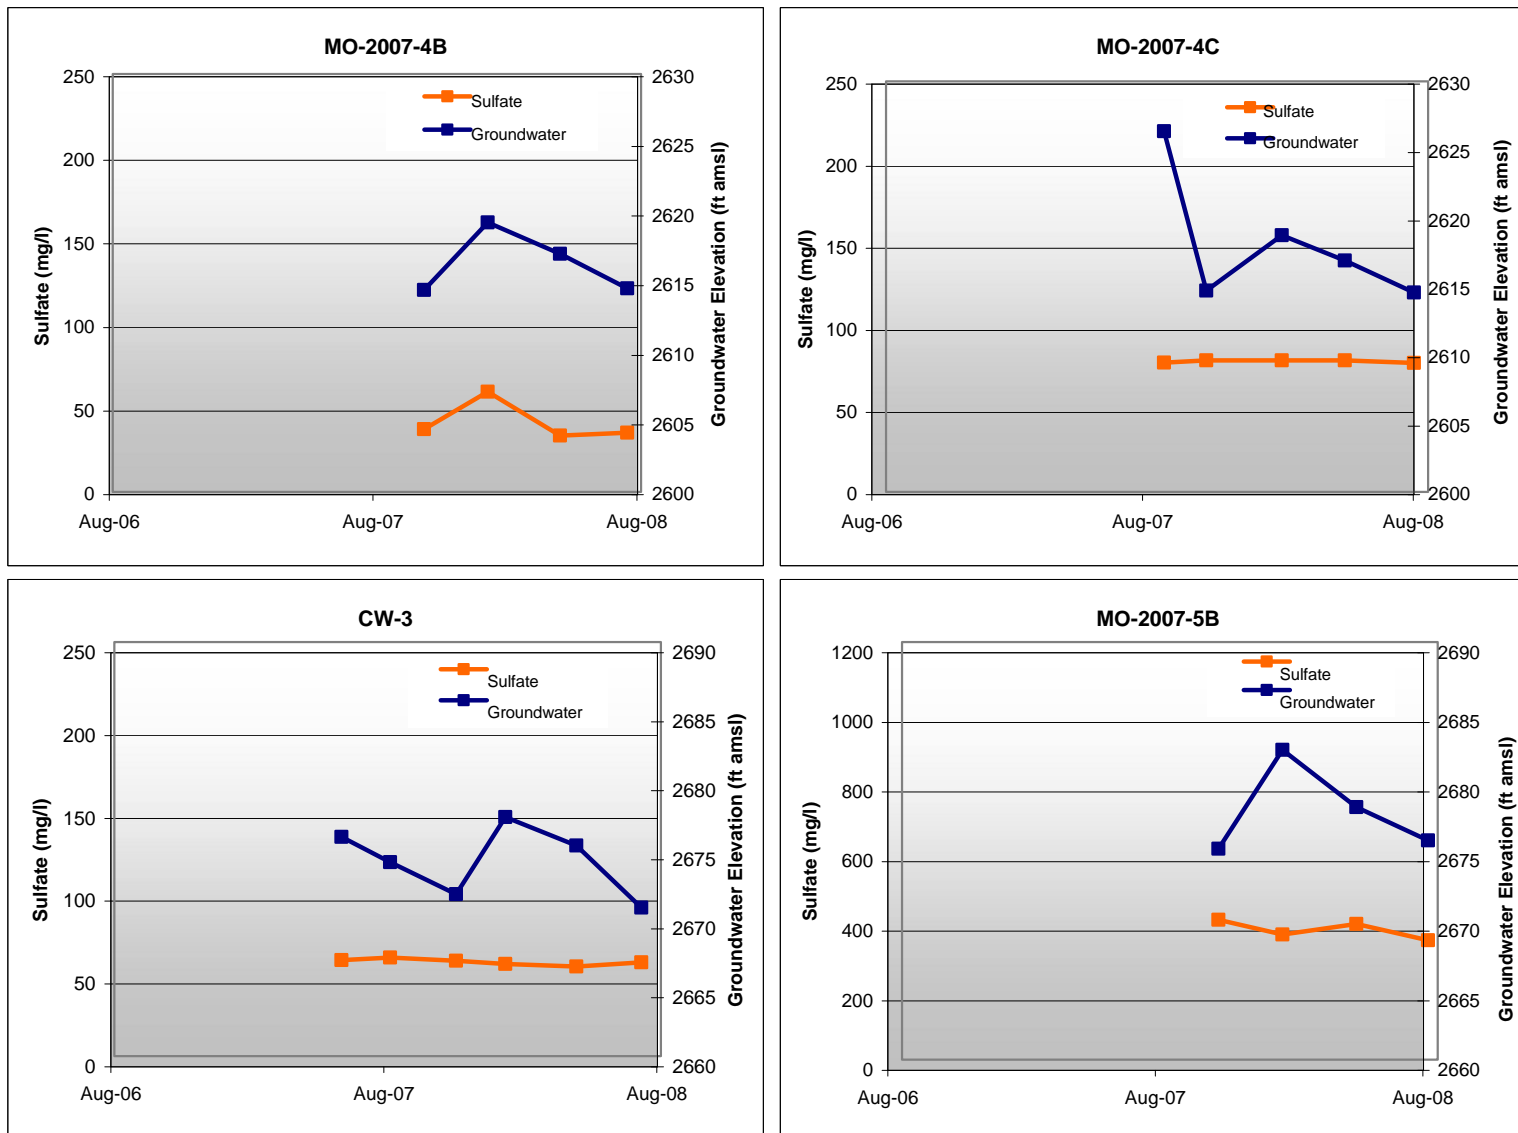 MO-2007-4B
250
200
150
100
50
0
Sulfate (mg/l)
Sulfate
Groundwater
2630
2625
2620
2615
2610
2605
2600
Groundwater Elevation (ft amsl)
Aug-06
Aug-07
Aug-08
MO-2007-4C
250
200
150
100
50
0
Sulfate (mg/l)
Sulfate
Groundwater
2630
2625
2620
2615
2610
2605
2600
Groundwater Elevation (ft amsl)
Aug-06
Aug-07
Aug-08
CW-3
250
200
150
100
50
0
Sulfate (mg/l)
Sulfate
Groundwater
2690
2685
2680
2675
2670
2665
2660
Groundwater Elevation (ft amsl)
Aug-06
Aug-07
Aug-08
MO-2007-5B
1200
1000
800
600
400
200
0
Sulfate (mg/l)
Sulfate
Groundwater
2690
2685
2680
2675
2670
2665
2660
Groundwater Elevation (ft amsl)
Aug-06
Aug-07
Aug-08